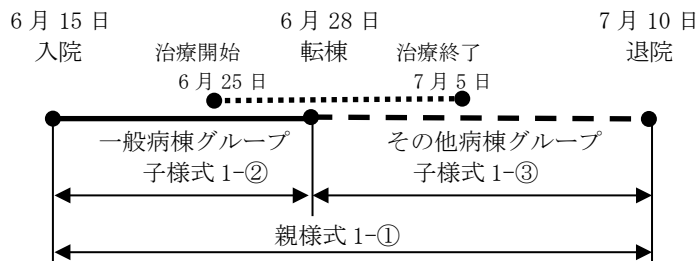 6 月 15 日 6 月 28 日 7 月 10 日
入院 治療開始 転棟 治療終了 退院
6 月 25 日 7 月 5 日
一般病棟グループ その他病棟グループ
子様式 1-② 子様式 1-③
親様式 1-①